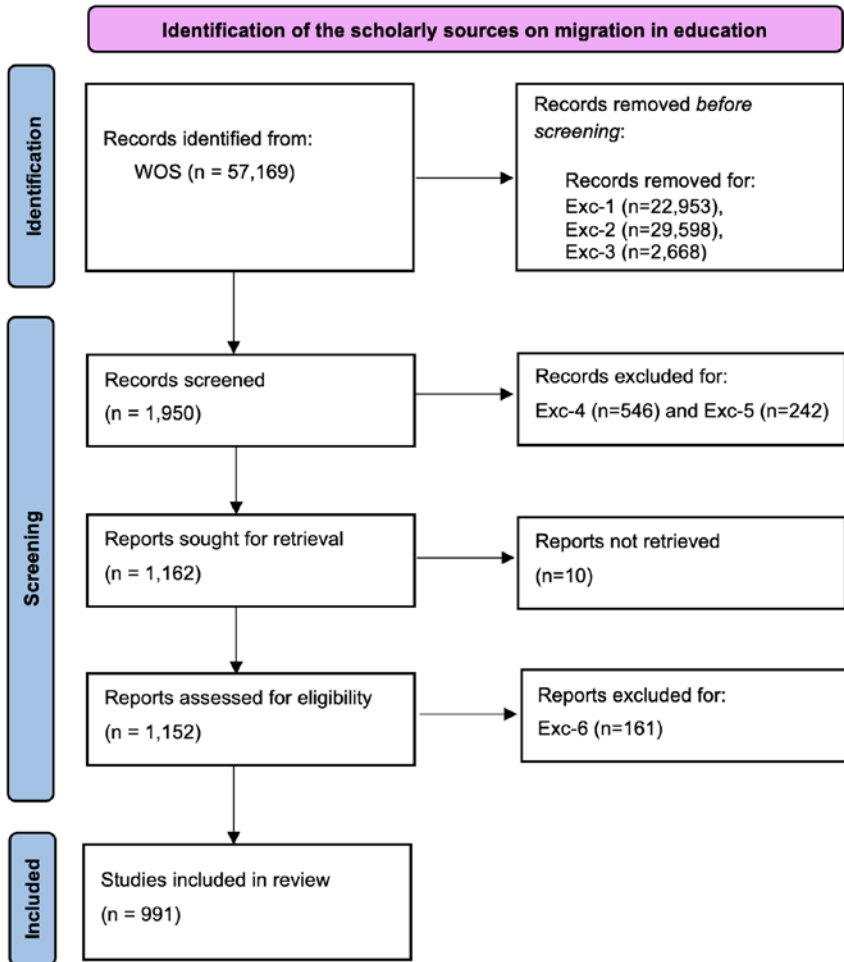 Identification of the scholarly sources on migration in education
Identification
Records identified from:
WOS (n = 57,169)
Records removed before
screening:
Records removed for:
Exc-1 (n=22,953),
Exc-2 (n=29,598),
Exc-3 (n=2,668)
Screening
Records screened
(n = 1,950)
Records excluded for:
Exc-4 (n=546) and Exc-5 (n=242)
Reports sought for retrieval
(n = 1,162)
Reports not retrieved
(n=10)
Reports assessed for eligibility
(n = 1,152)
Reports excluded for:
Exc-6 (n=161)
Included
Studies included in review
(n = 991)